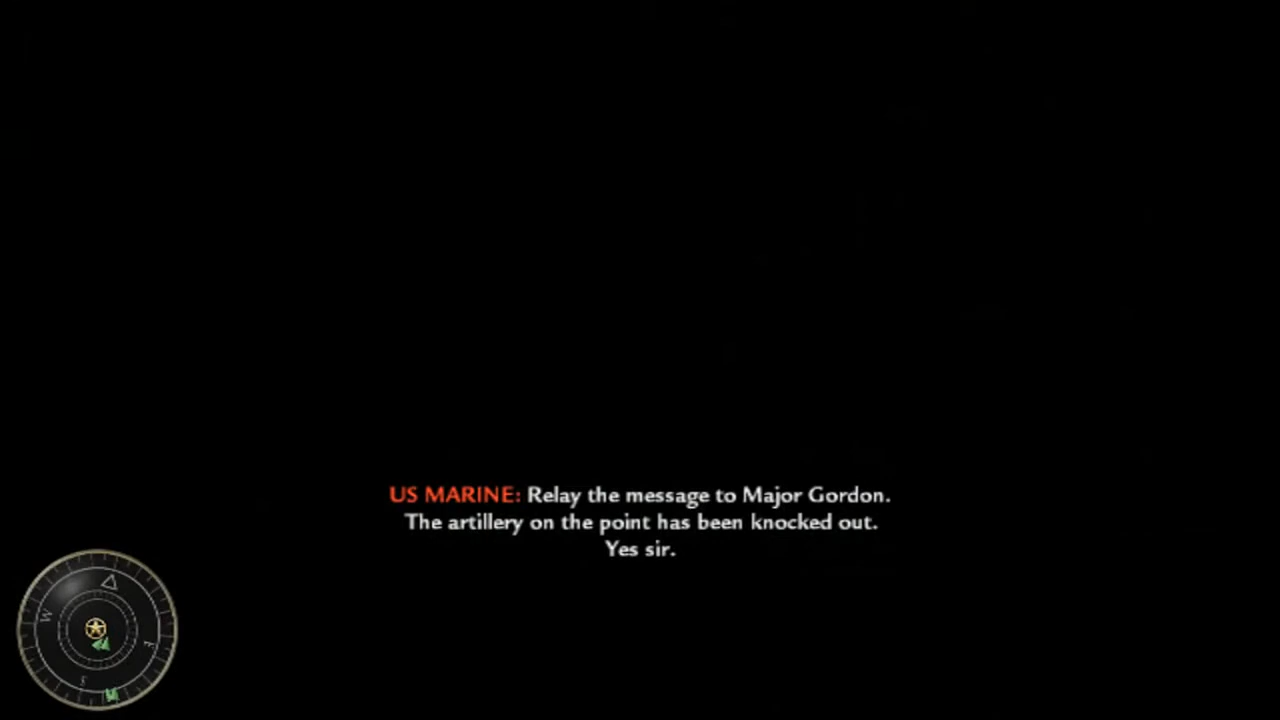 US MARINE: Relay the message to Major Gordon.
The artillery on the point has been knocked out.
Yes sir.
W
E
S